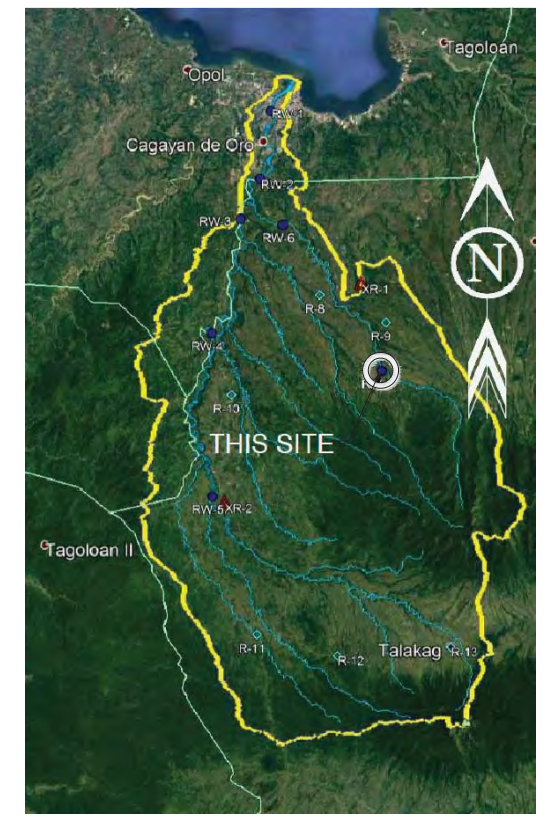 Tagoloan
Opol
RW-1
Cagayan de Oro
RW-2
RW-3
RW-6
N
XR-1
R-8
R-9
RW-4
R-10
THIS SITE
RW-5
XR-2
Tagoloan II
R-11
R-12
Talakag
R-13